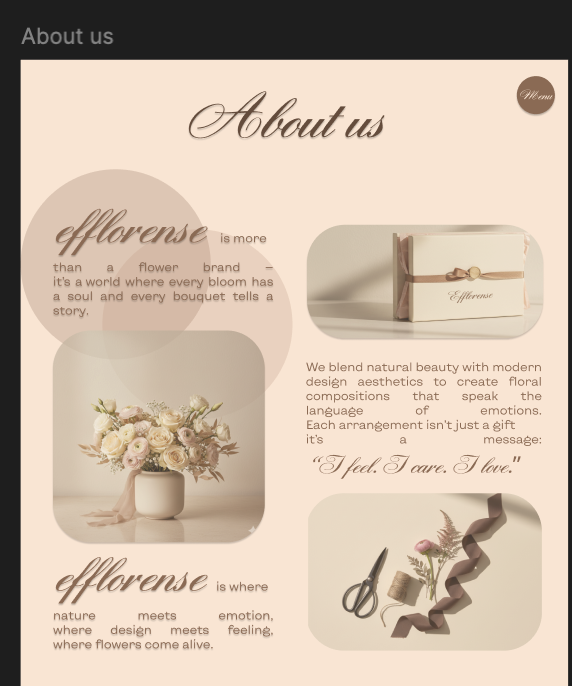 About us
Menu
About us
efflorense is more
than a flower brand –
it's a world where every bloom has
a soul and every bouquet tells a
story.
Efflorense
We blend natural beauty with modern
design aesthetics to create floral
compositions that speak the
language of emotions.
Each arrangement isn't just a gift
it's a message:
“I feel. I care. I love."
efflorense is where
nature meets emotion,
where design meets feeling,
where flowers come alive.